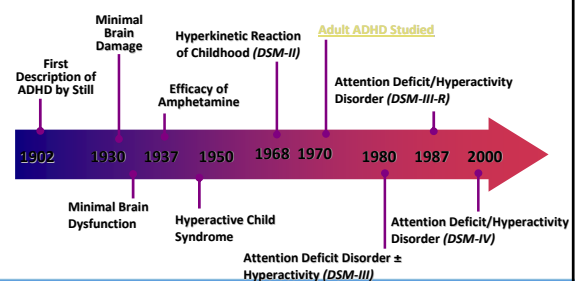 Minimal
Brain
Damage
First
Description of
ADHD by Still
Efficacy of
Amphetamine
Hyperkinetic Reaction
of Childhood (DSM-II)
Adult ADHD Studied
Attention Deficit/Hyperactivity
Disorder (DSM-III-R)
1902 1930 1937 1950 1968 1970 1980 1987 2000
Minimal Brain
Dysfunction
Hyperactive Child
Syndrome
Attention Deficit Disorder ±
Hyperactivity (DSM-III)
Attention Deficit/Hyperactivity
Disorder (DSM-IV)